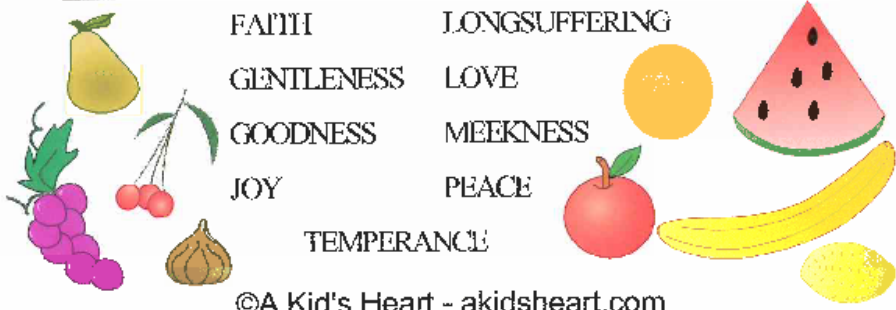 FAITH LONGSUFFERING
GENTLENESS LOVE
GOODNESS MEEKNESS
JOY PEACE
TEMPERANCE
©A Kid's Heart - akidsheart.com